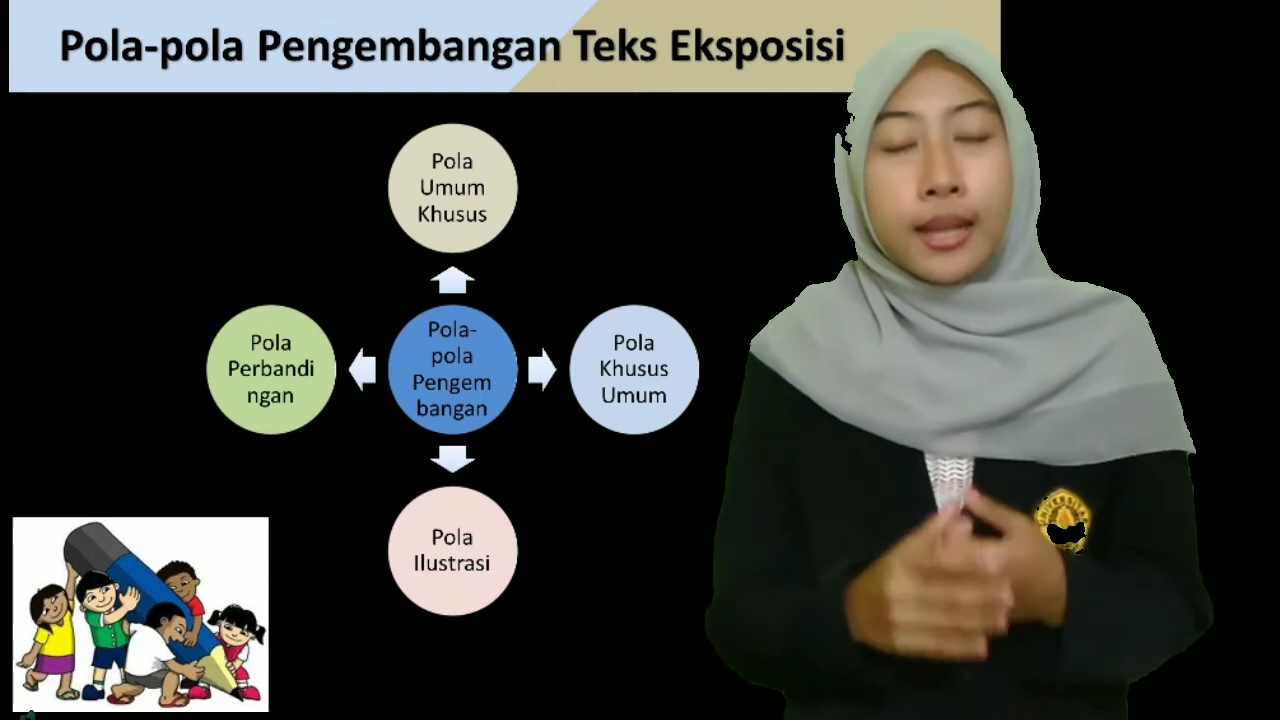 Pola-pola Pengembangan Teks Eksposisi
Pola
Umum
Khusus
Pola
Perbandi
ngan
Pola-
pola
Pengem
bangan
Pola
Khusus
Umum
Pola
Ilustrasi